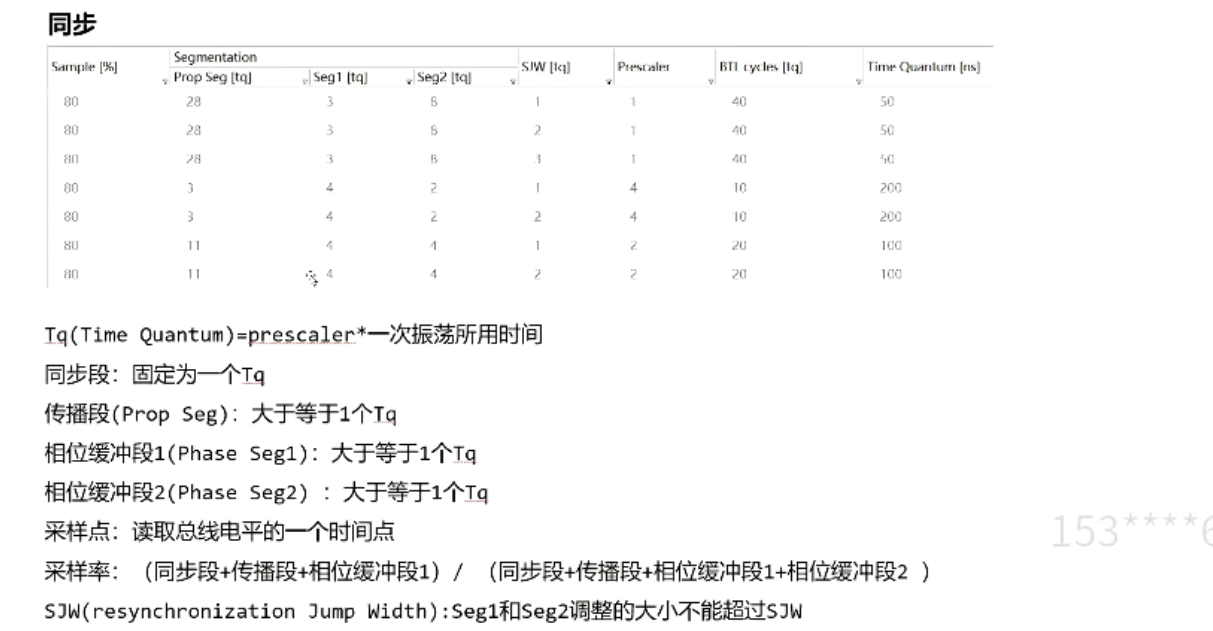 同步
Sample [%] Segmentation SJW [tq] Prescaler BTL cycles [tq] Time Quantum [ns]
Prop Seg [tq] Seg1 [tq] Seg2 [tq]
80 28 3 8 1 1 40 50
80 28 3 8 2 1 40 50
80 28 3 8 3 1 40 50
80 3 4 2 1 4 10 200
80 3 4 2 2 4 10 200
80 11 4 4 1 2 20 100
80 11 4 4 2 2 20 100
Tq(Time Quantum)=prescaler*一次振荡所用时间
同步段：固定为一个Tq
传播段(Prop Seg)：大于等于1个Tq
相位缓冲段1(Phase Seg1)：大于等于1个Tq
相位缓冲段2(Phase Seg2) ：大于等于1个Tq
采样点：读取总线电平的一个时间点
采样率：（同步段+传播段+相位缓冲段1）/ （同步段+传播段+相位缓冲段1+相位缓冲段2 ）
SJW(resynchronization Jump Width):Seg1和Seg2调整的大小不能超过SJW
153****6